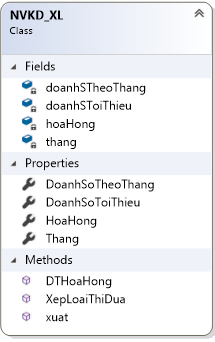 NVKD_XL
Class
Fields
doanhSTheoThang
doanhSToiThieu
hoaHong
thang
Properties
DoanhSoTheoThang
DoanhSoToiThieu
HoaHong
Thang
Methods
DTHoaHong
XepLoaiThiDua
xuat